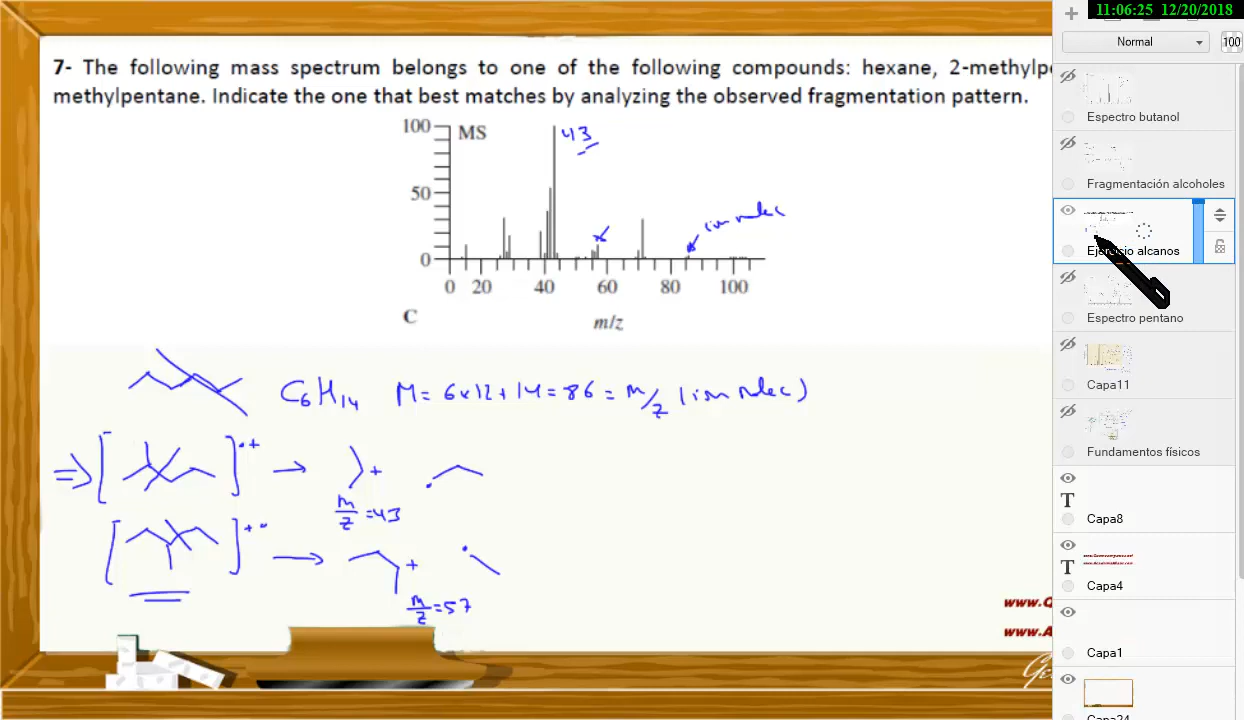 11:06:25 12/20/2018
Normal
100
7- The following mass spectrum belongs to one of the following compounds: hexane, 2-methylp
methylpentane. Indicate the one that best matches by analyzing the observed fragmentation pattern.
100
MS
43
50
ion molec
0
0 20 40 60 80 100
C
m/z
C6H14 M = 6x12 + 14 = 86 = m/z (ion molec)
⇒ [ ]•+ → +
m/z = 43
[ ]+• → +
m/z = 57
www.Q
www.A
Ge
Espectro butanol
Fragmentación alcoholes
Ejercicio alcanos
Espectro pentano
Capa11
Fundamentos físicos
T
Capa8
T
Capa4
Capa1
Capa24